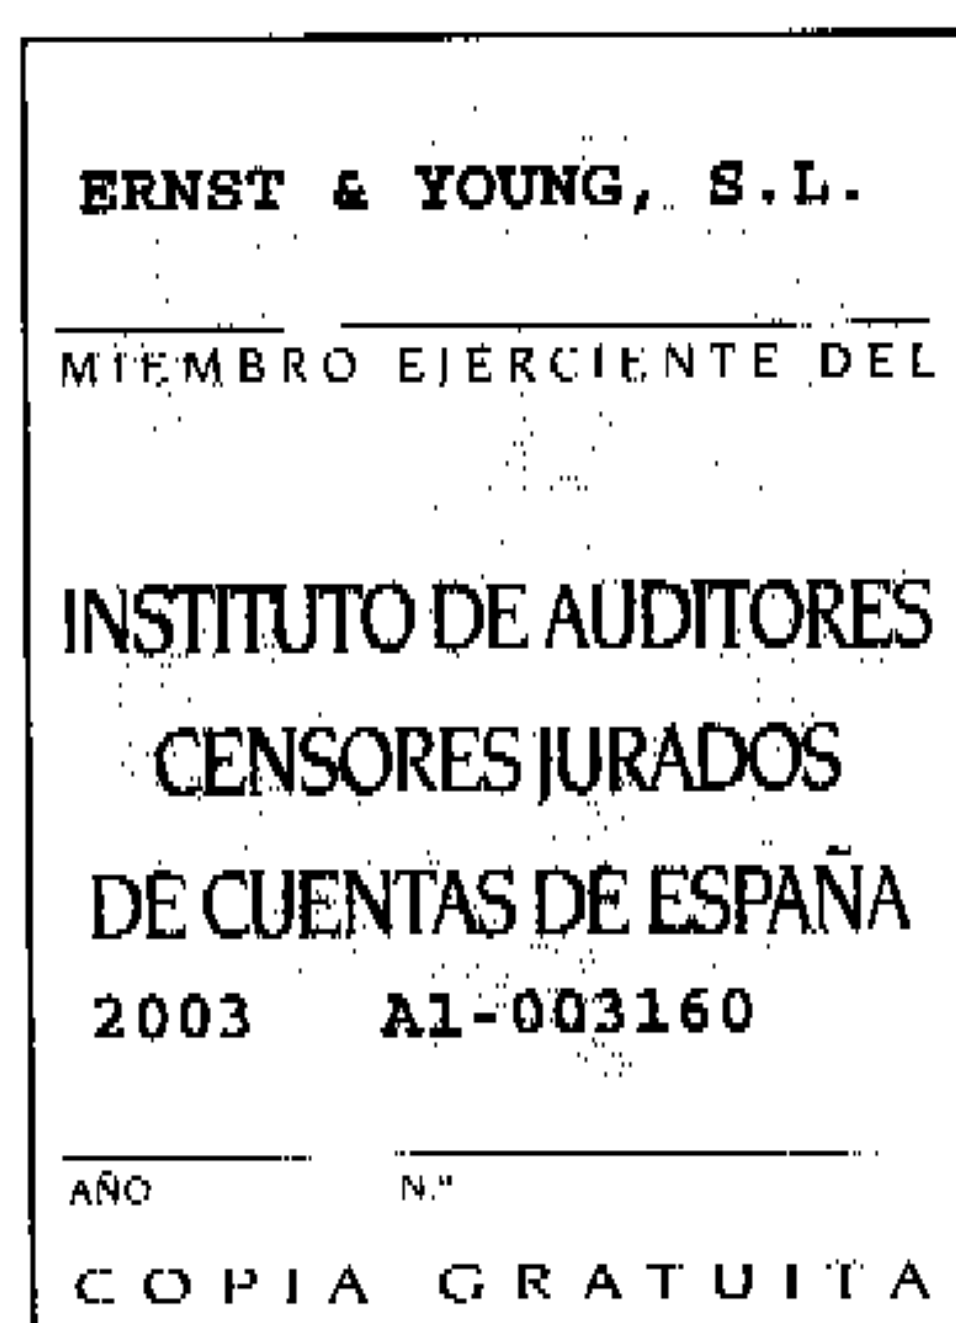 ERNST & YOUNG, S.L.
MIEMBRO EJERCIENTE DEL
INSTITUTO DE AUDITORES
CENSORES JURADOS
DE CUENTAS DE ESPAÑA
2003 A1-003160
AÑO N.º
COPIA GRATUITA